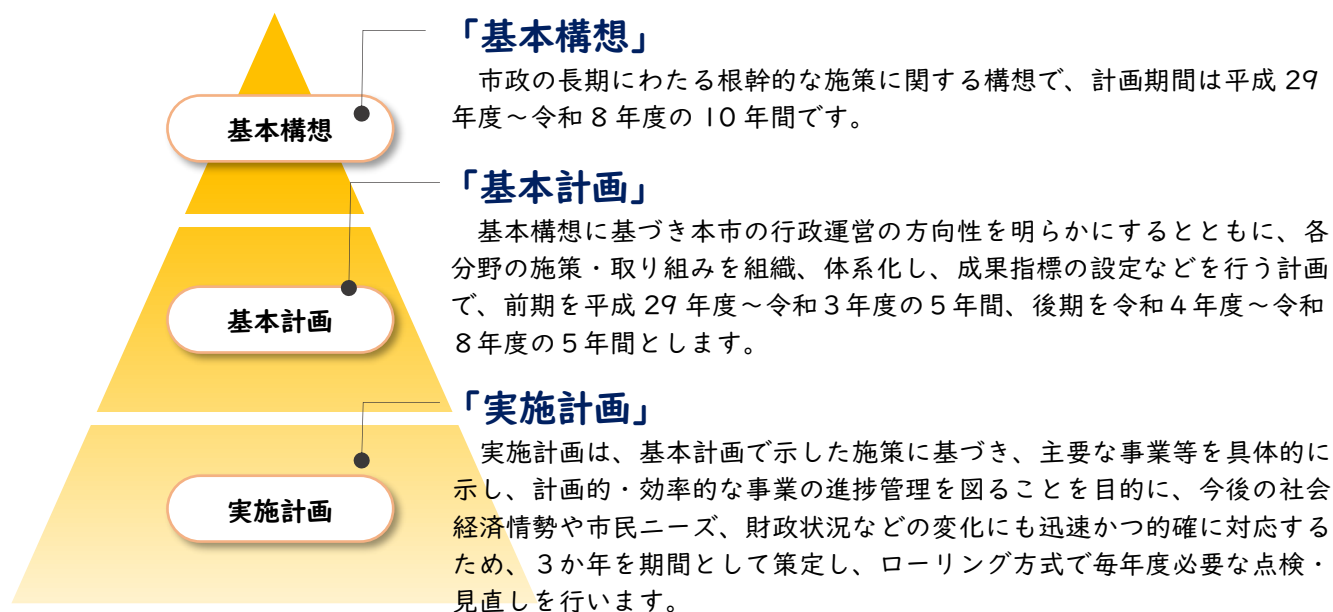 「基本構想」
市政の長期にわたる根幹的な施策に関する構想で、計画期間は平成 29
年度～令和 8 年度の 10 年間です。
基本構想
「基本計画」
基本構想に基づき本市の行政運営の方向性を明らかにするとともに、各
分野の施策・取り組みを組織、体系化し、成果指標の設定などを行う計画
で、前期を平成 29 年度～令和３年度の５年間、後期を令和４年度～令和
８年度の５年間とします。
基本計画
「実施計画」
実施計画は、基本計画で示した施策に基づき、主要な事業等を具体的に
示し、計画的・効率的な事業の進捗管理を図ることを目的に、今後の社会
経済情勢や市民ニーズ、財政状況などの変化にも迅速かつ的確に対応する
ため、３か年を期間として策定し、ローリング方式で毎年度必要な点検・
見直しを行います。
実施計画